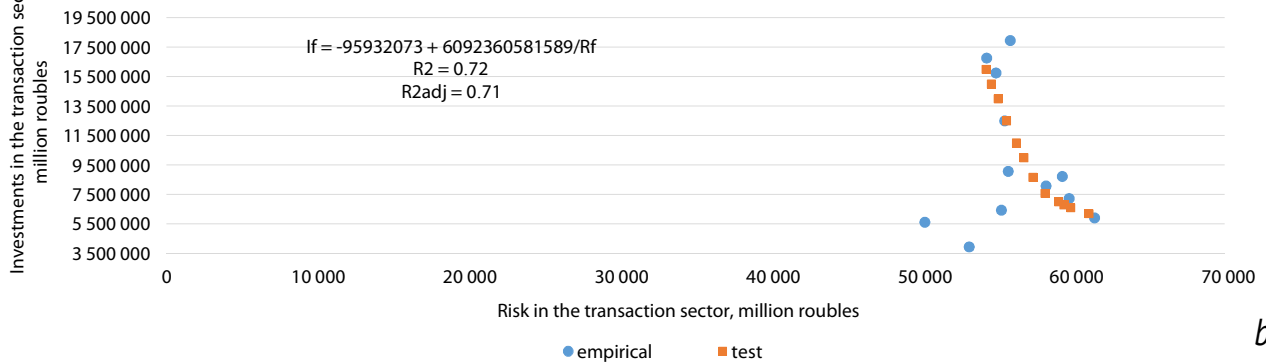 Investments in the transaction
million roubles
19 500 000
17 500 000
15 500 000
13 500 000
11 500 000
9 500 000
7 500 000
5 500 000
3 500 000
If = -95932073 + 6092360581589/Rf
R2 = 0.72
R2adj = 0.71
0 10 000 20 000 30 000 40 000 50 000 60 000 70 000
Risk in the transaction sector, million roubles
empirical test
b